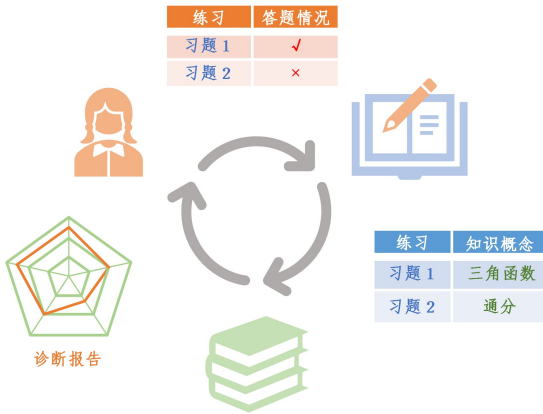 练习 答题情况
习题 1 √
习题 2 ×
练习 知识概念
习题 1 三角函数
习题 2 通分
诊断报告